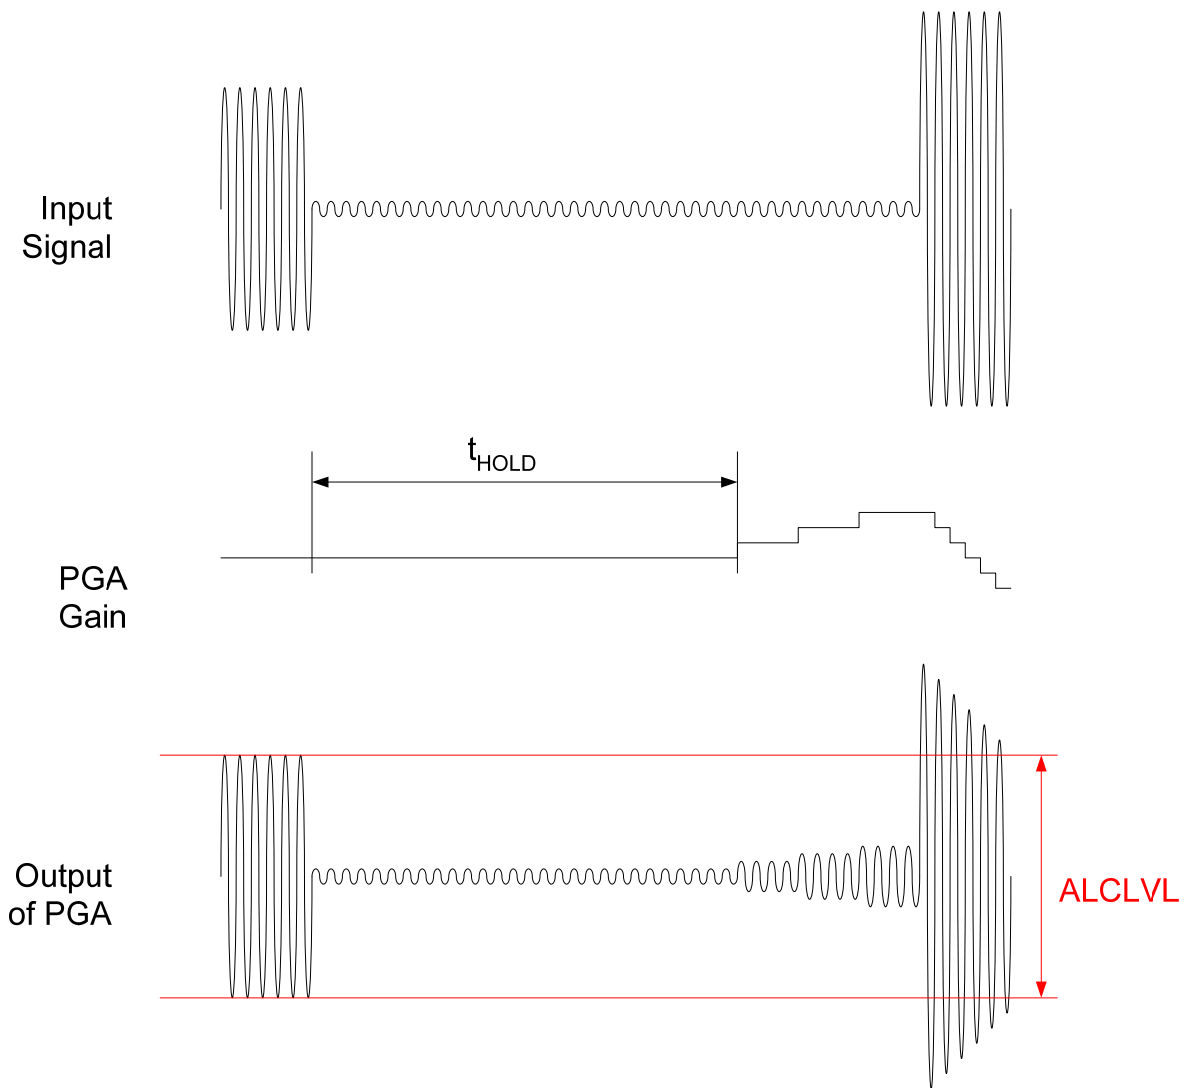 Input
Signal
tHOLD
PGA
Gain
Output
of PGA
ALCLVL